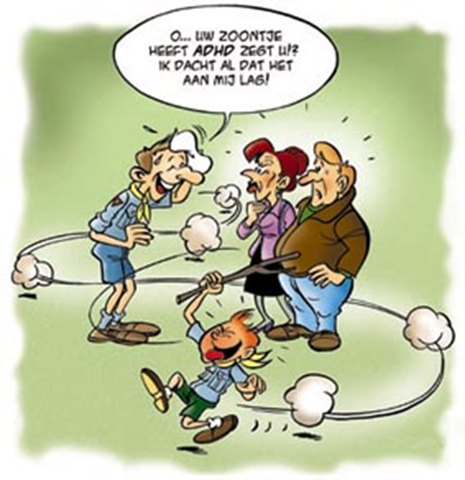 O... UW ZOONTJE
HEEFT ADHD ZEGT U!?
IK DACHT AL DAT HET
AAN MIJ LAG!